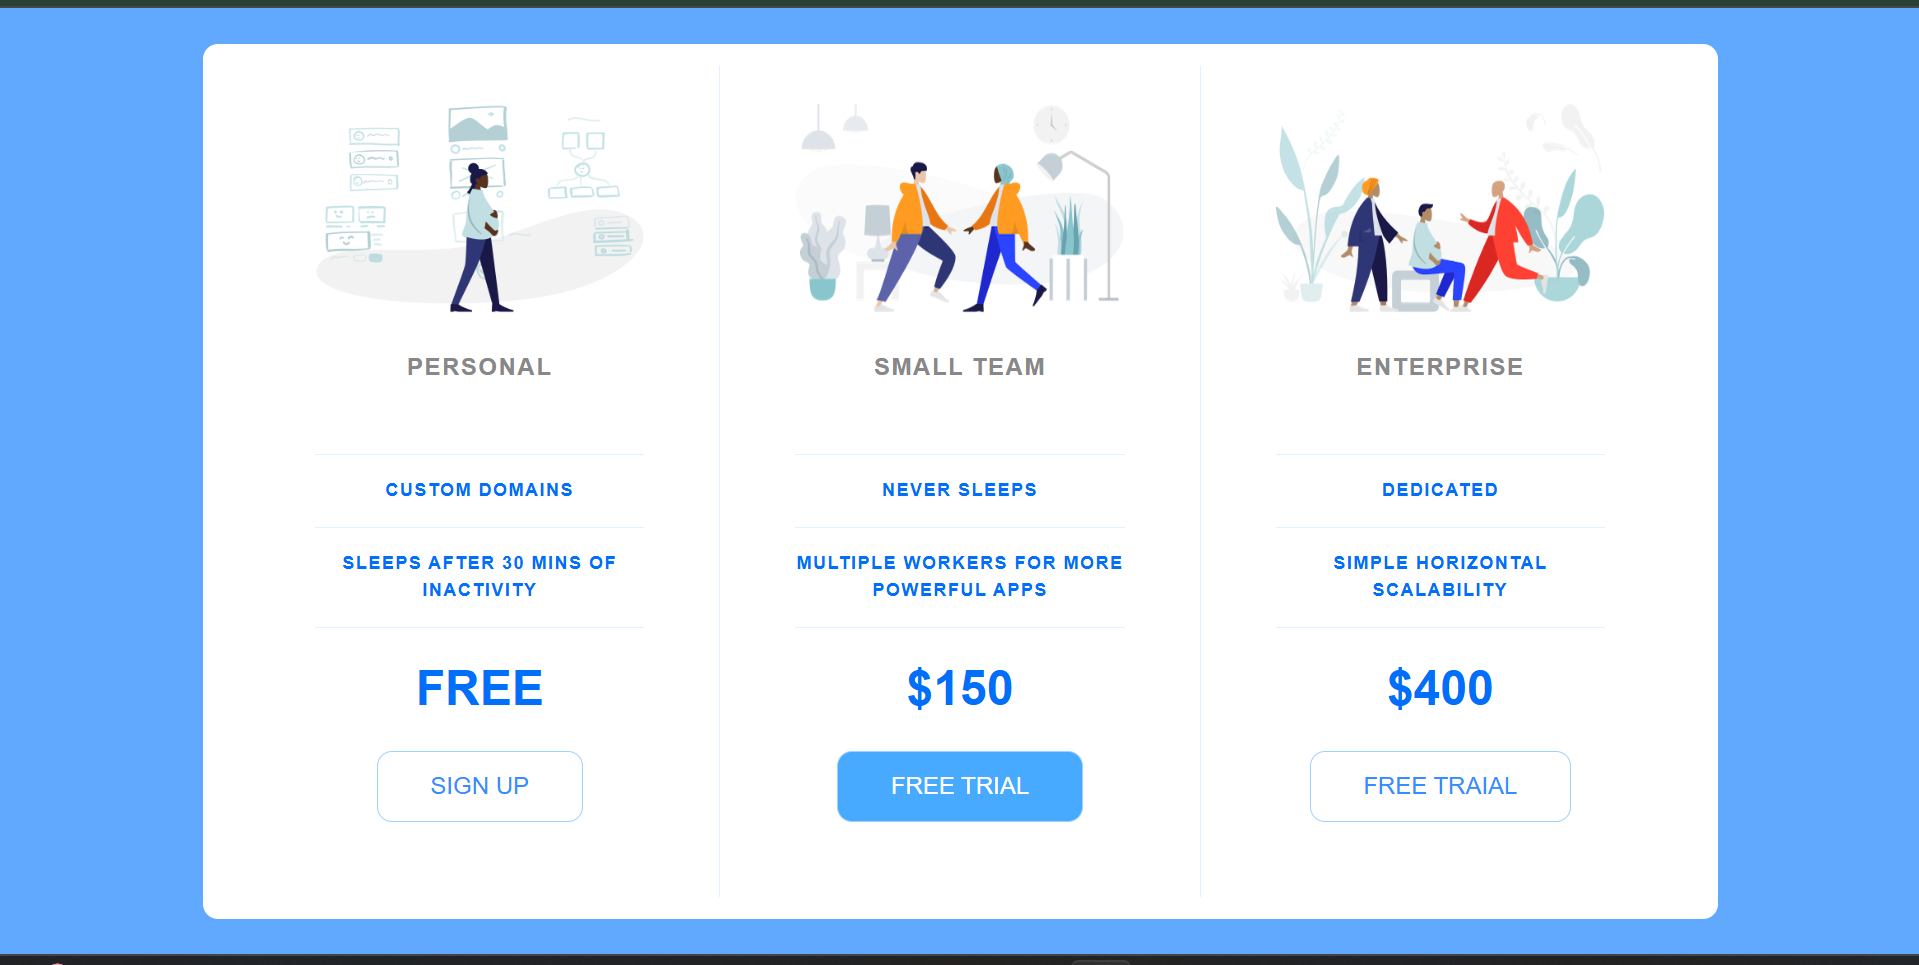 PERSONAL
CUSTOM DOMAINS
SLEEPS AFTER 30 MINS OF
INACTIVITY
FREE
SIGN UP
SMALL TEAM
NEVER SLEEPS
MULTIPLE WORKERS FOR MORE
POWERFUL APPS
$150
FREE TRIAL
ENTERPRISE
DEDICATED
SIMPLE HORIZONTAL
SCALABILITY
$400
FREE TRAIAL